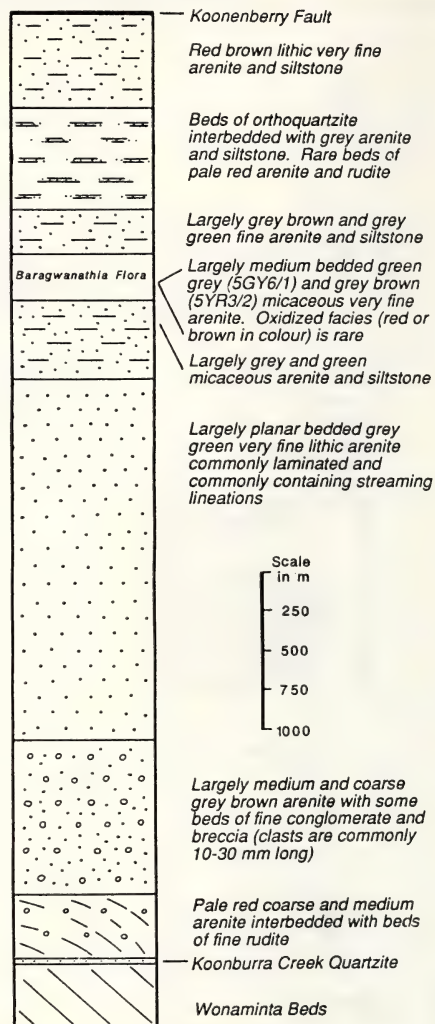 Koonenberry Fault
Red brown lithic very fine
arenite and siltstone
Beds of orthoquartzite
interbedded with grey arenite
and siltstone. Rare beds of
pale red arenite and rudite
Largely grey brown and grey
green fine arenite and siltstone
Baragwanathia Flora
Largely medium bedded green
grey (5GY6/1) and grey brown
(5YR3/2) micaceous very fine
arenite. Oxidized facies (red or
brown in colour) is rare
Largely grey and green
micaceous arenite and siltstone
Largely planar bedded grey
green very fine lithic arenite
commonly laminated and
commonly containing streaming
lineations
Scale
in m
250
500
750
1000
Largely medium and coarse
grey brown arenite with some
beds of fine conglomerate and
breccia (clasts are commonly
10-30 mm long)
Pale red coarse and medium
arenite interbedded with beds
of fine rudite
Koonburra Creek Quartzite
Wonaminta Beds